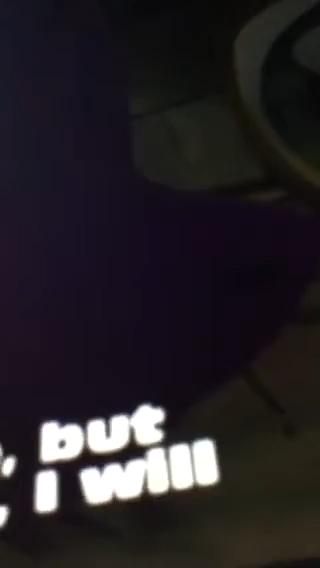 , but
, I will